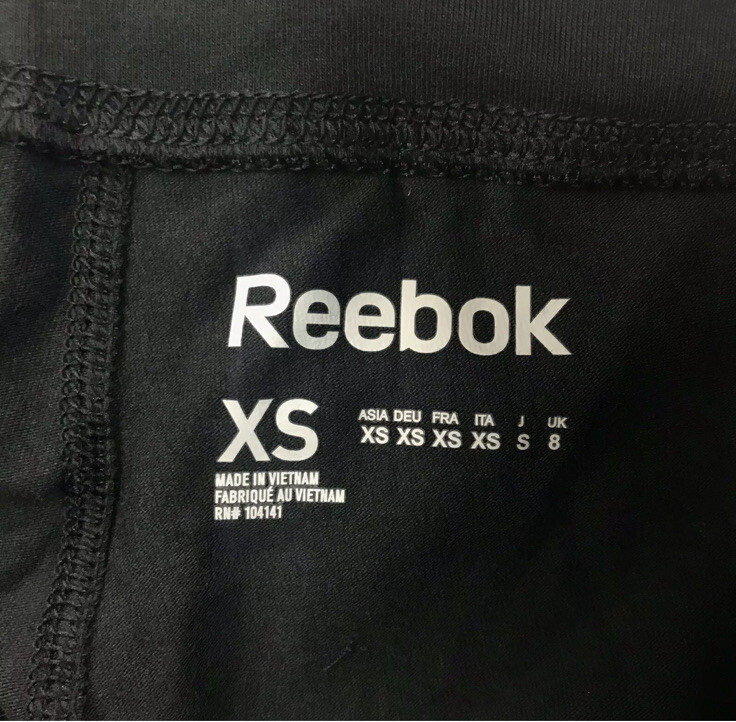 Reebok
XS
ASIA DEU FRA ITA J UK
XS XS XS XS S 8
MADE IN VIETNAM
FABRIQUÉ AU VIETNAM
RN# 104141